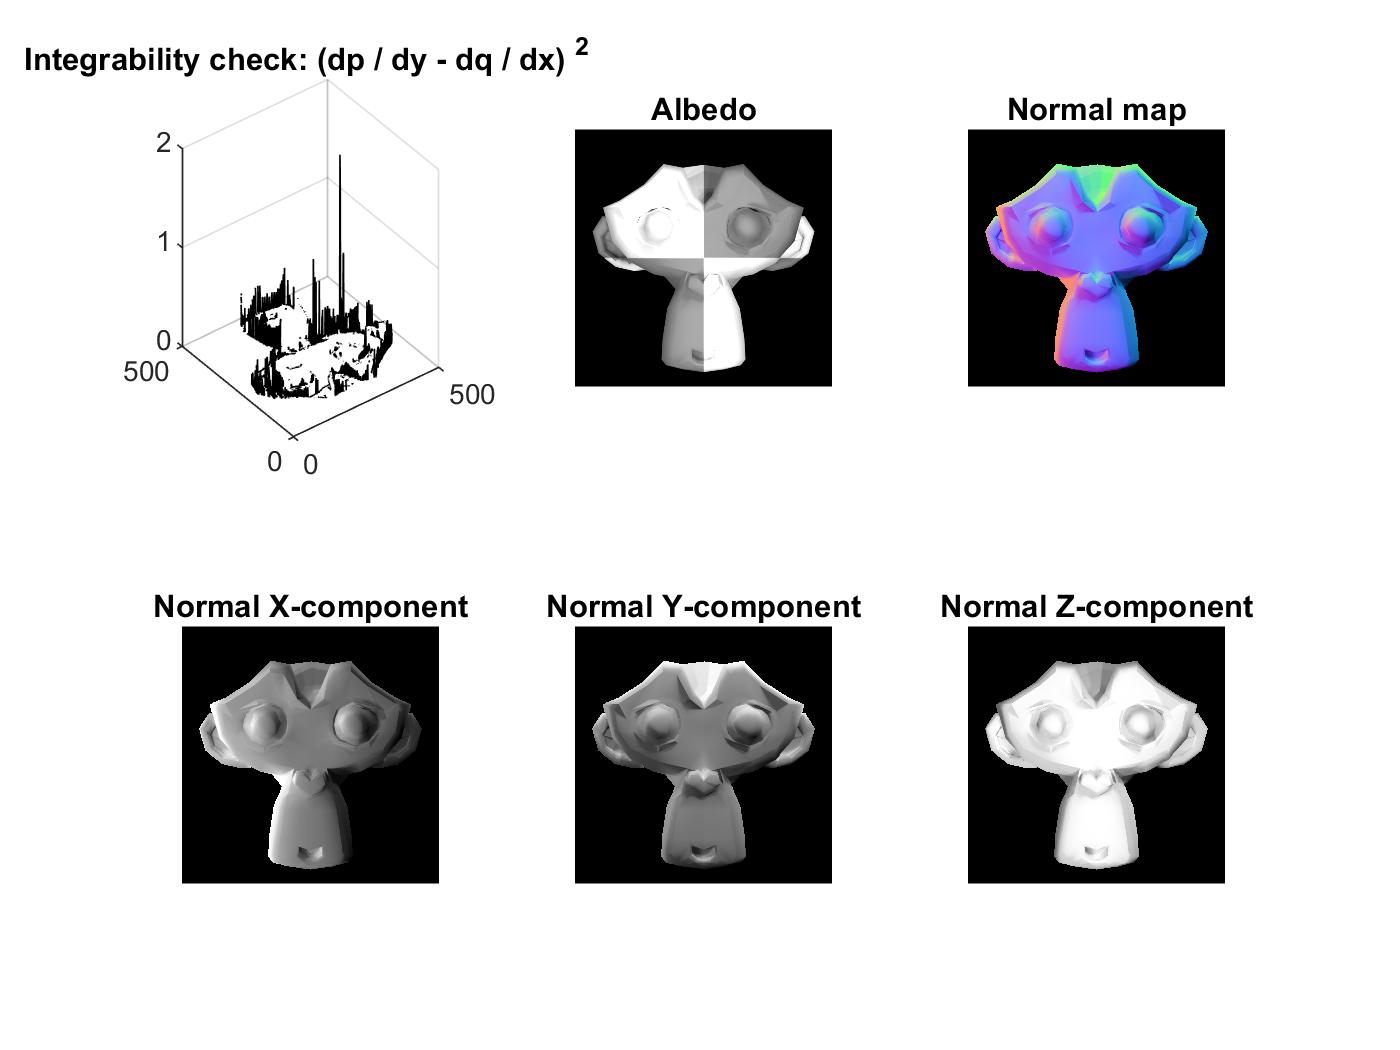 Integrability check: (dp / dy - dq / dx) 2
Albedo
Normal map
2
1
0
500
500
0 0
Normal X-component
Normal Y-component
Normal Z-component